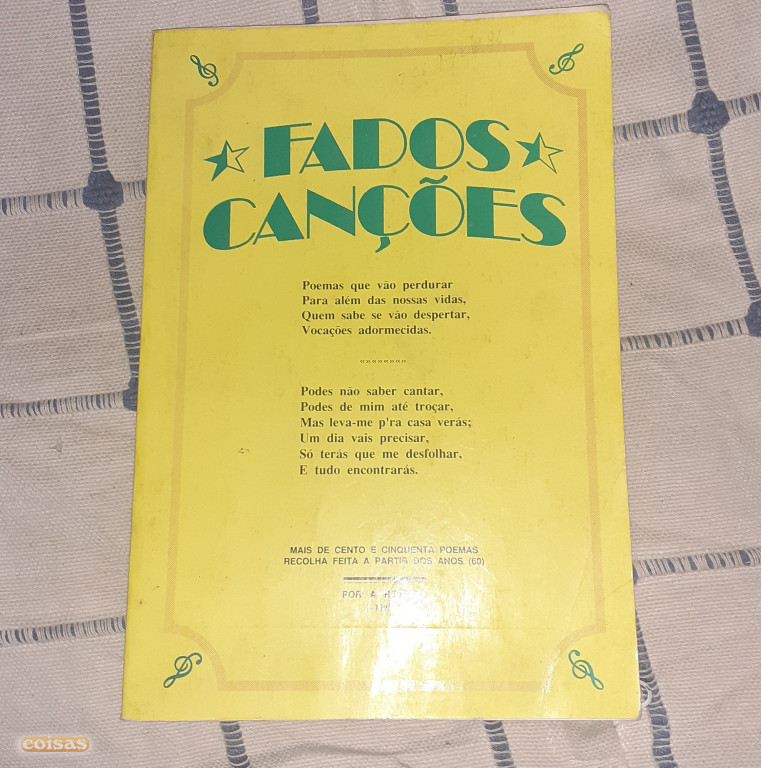 FADOS
CANÇÕES
Poemas que vão perdurar
Para além das nossas vidas,
Quem sabe se vão despertar,
Vocações adormecidas.
«»«»«»«»
Podes não saber cantar,
Podes de mim até troçar,
Mas leva-me p'ra casa verás;
Um dia vais precisar,
Só terás que me desfolhar,
E tudo encontrarás.
MAIS DE CENTO E CINQUENTA POEMAS
RECOLHA FEITA A PARTIR DOS ANOS (60)
POR: A.
coisas